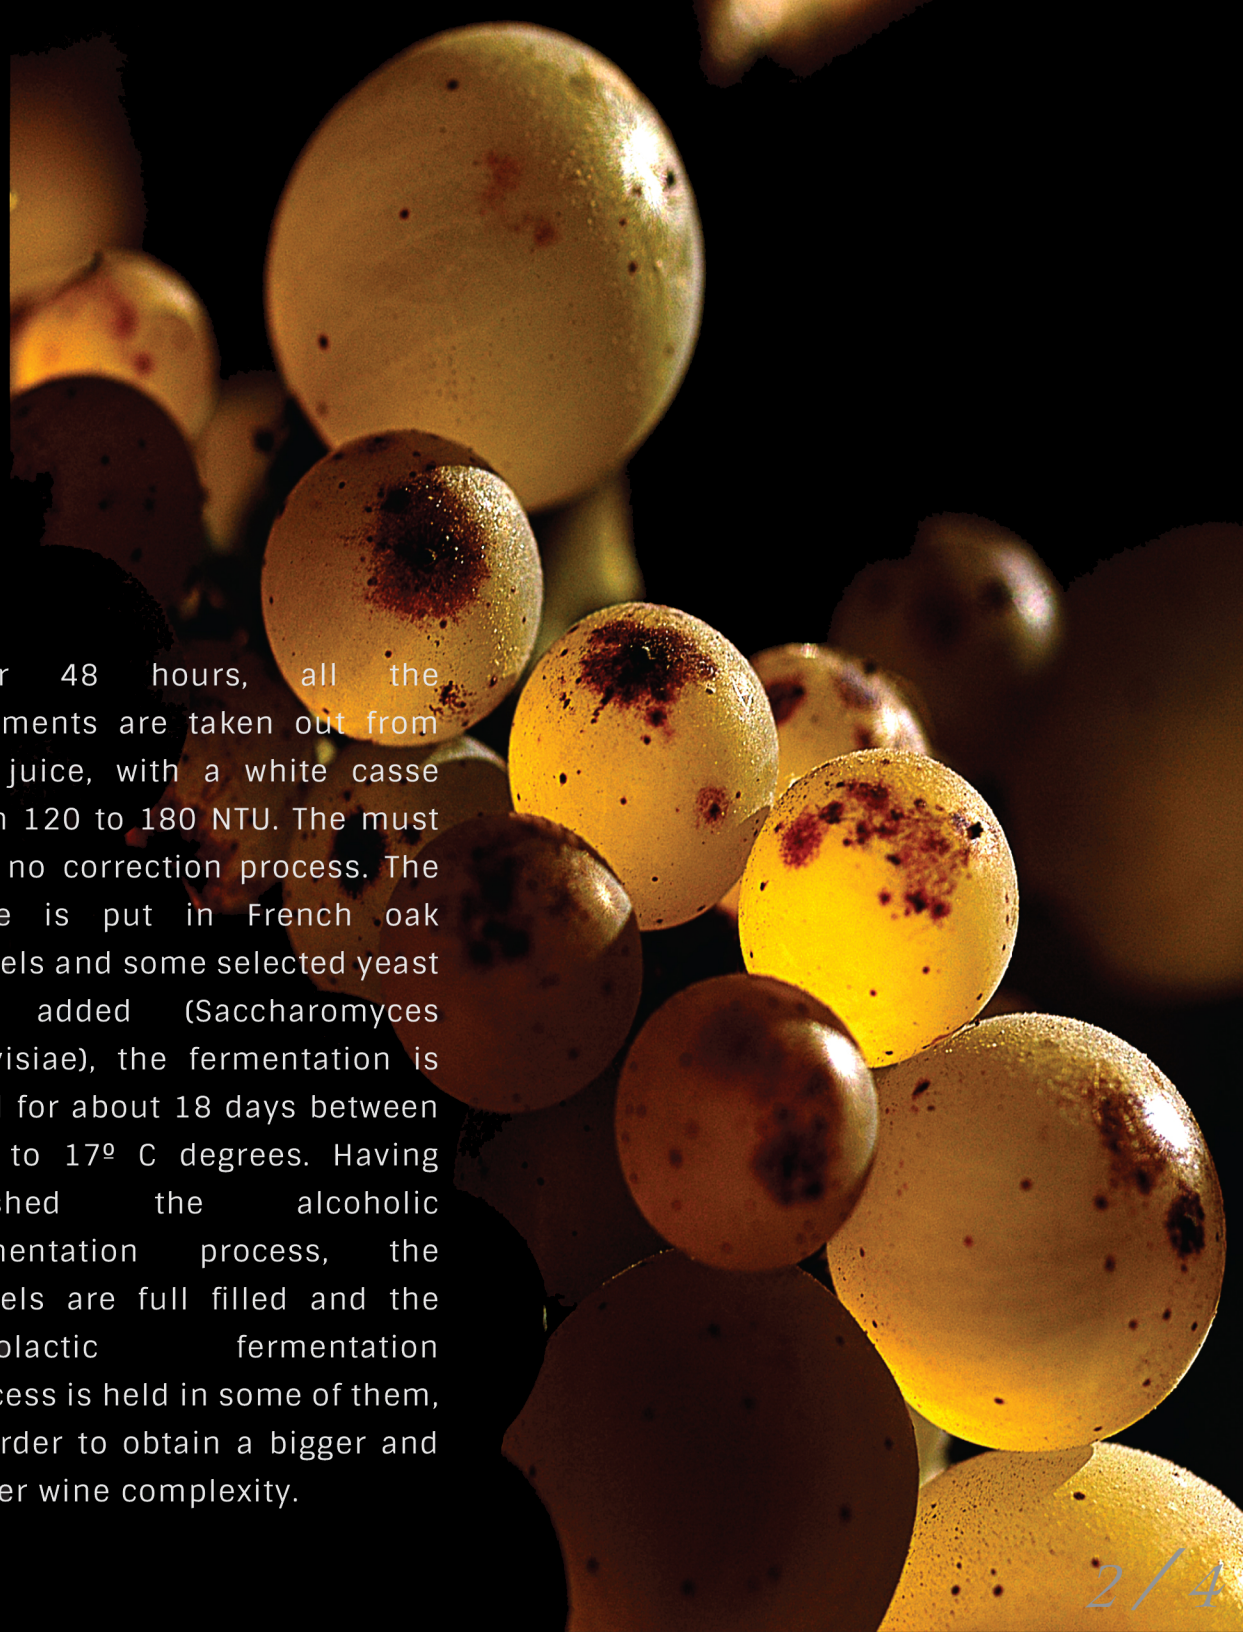 r 48 hours, all the
ments are taken out from
juice, with a white casse
n 120 to 180 NTU. The must
no correction process. The
e is put in French oak
els and some selected yeast
added (Saccharomyces
visiae), the fermentation is
l for about 18 days between
to 17º C degrees. Having
shed the alcoholic
nentation process, the
els are full filled and the
olactic fermentation
cess is held in some of them,
rder to obtain a bigger and
er wine complexity.
2/4